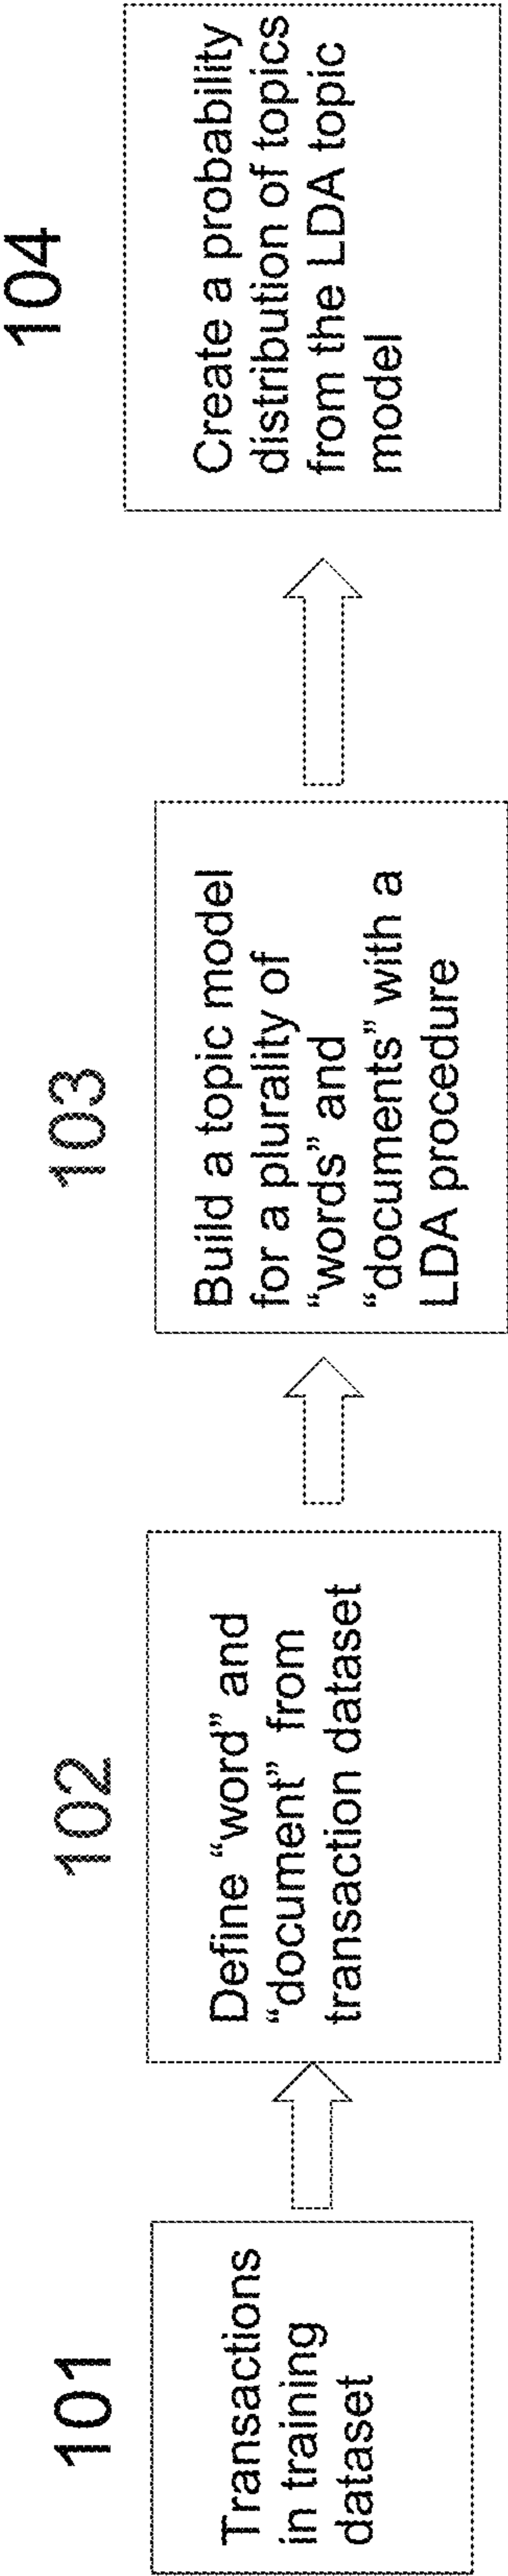 101
Transactions
in training
dataset
102
Define “word” and
“document” from
transaction dataset
103
Build a topic model
for a plurality of
“words” and
“documents” with a
LDA procedure
104
Create a probability
distribution of topics
from the LDA topic
model